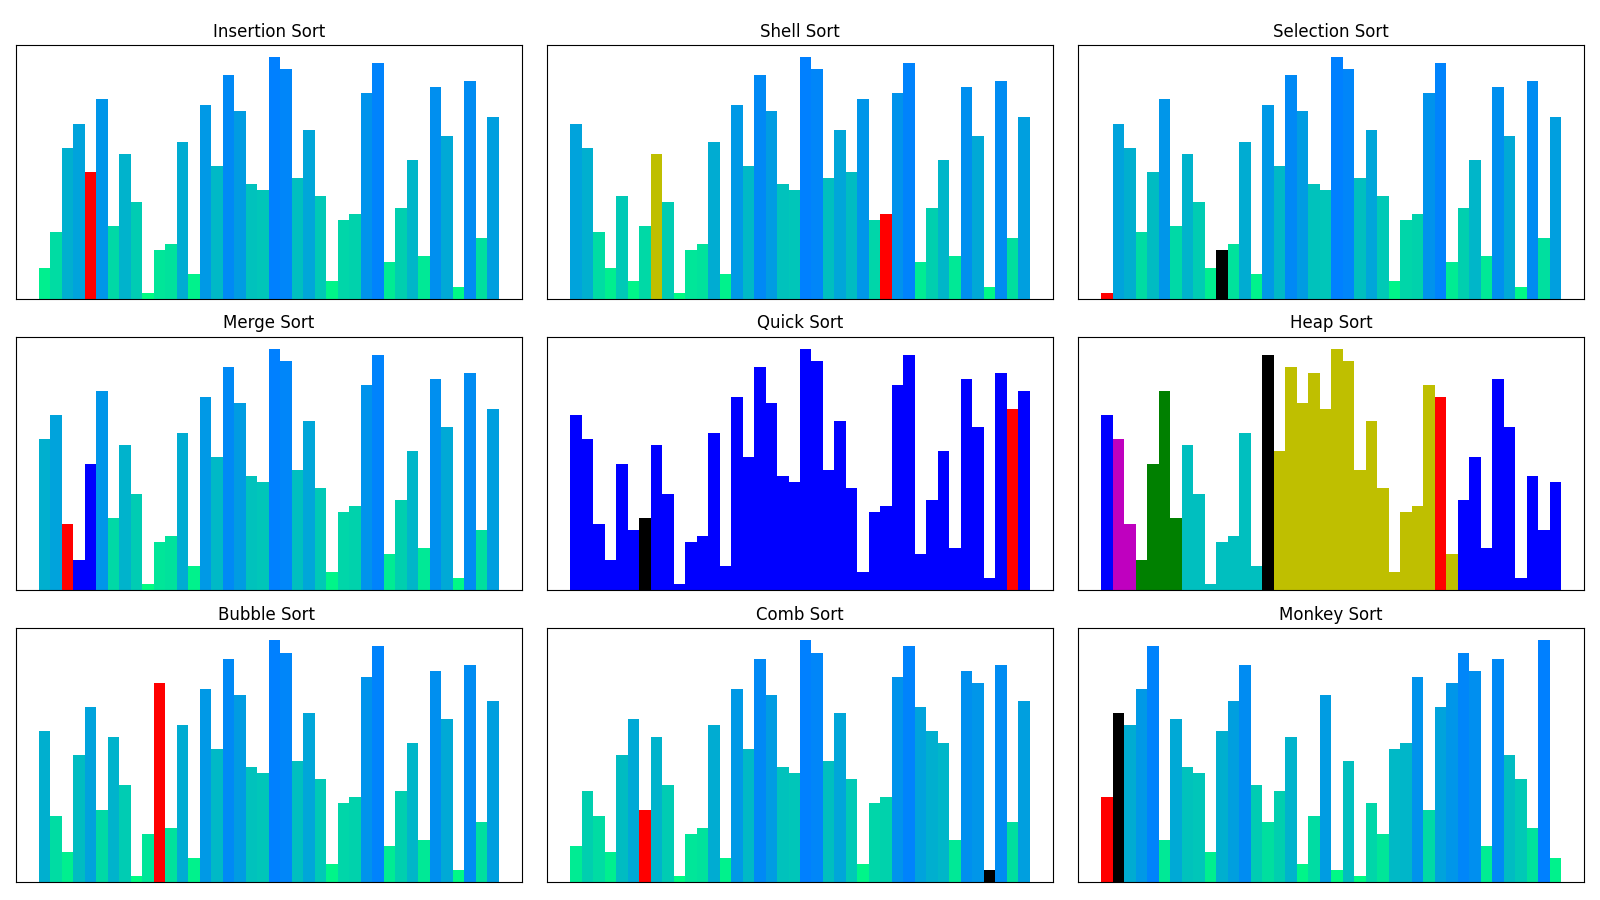 Insertion Sort
Shell Sort
Selection Sort
Merge Sort
Quick Sort
Heap Sort
Bubble Sort
Comb Sort
Monkey Sort